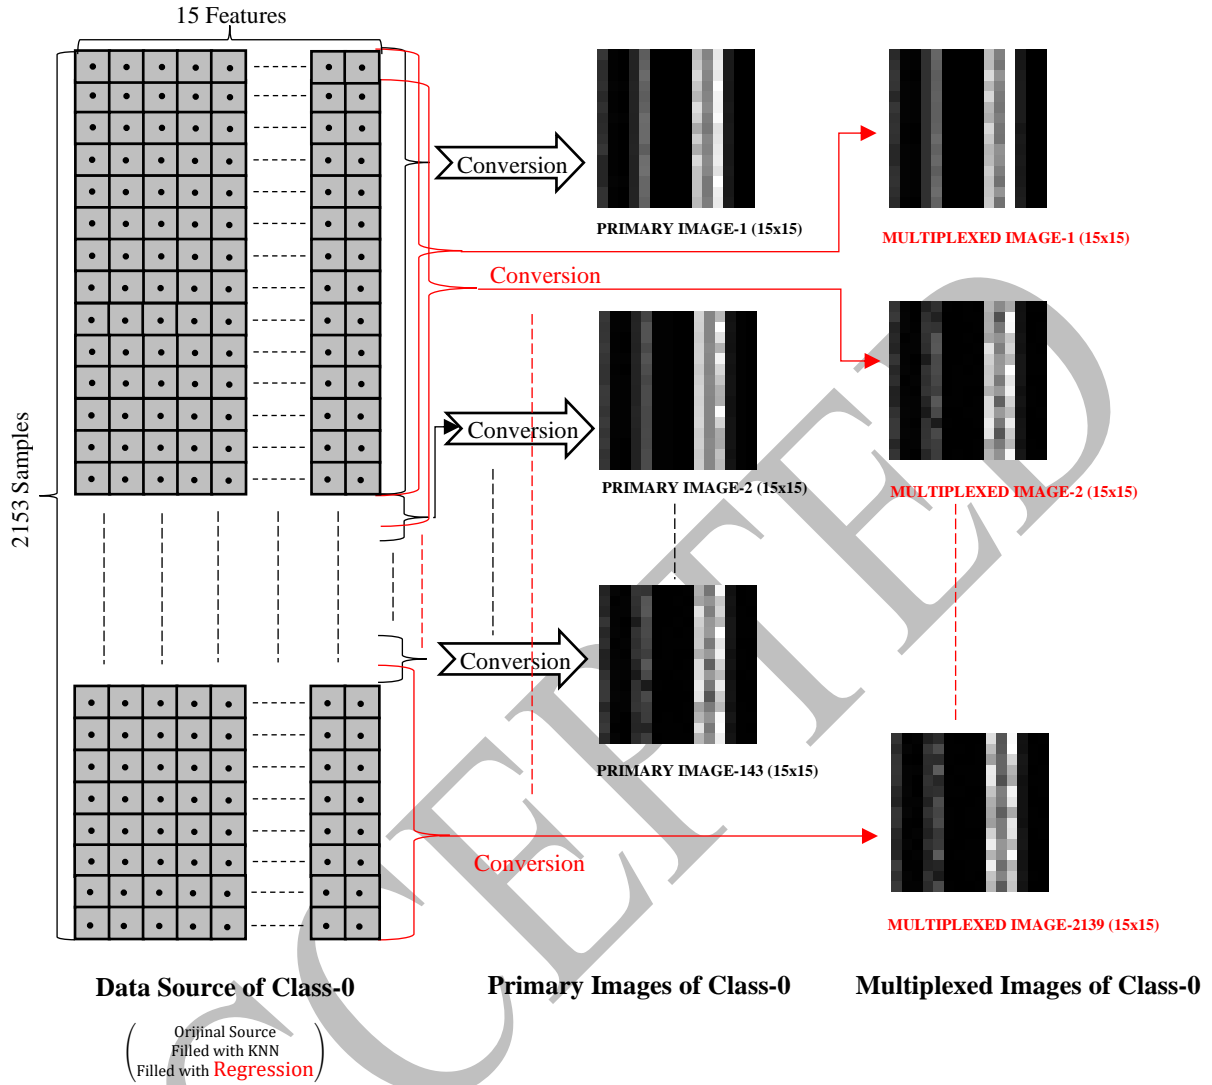 15 Features
2153 Samples
Conversion
PRIMARY IMAGE-1 (15x15)
MULTIPLEXED IMAGE-1 (15x15)
Conversion
Conversion
PRIMARY IMAGE-2 (15x15)
MULTIPLEXED IMAGE-2 (15x15)
Conversion
PRIMARY IMAGE-143 (15x15)
Conversion
MULTIPLEXED IMAGE-2139 (15x15)
Data Source of Class-0
Primary Images of Class-0
Multiplexed Images of Class-0
Orijinal Source
Filled with KNN
Filled with Regression
CCEPTED